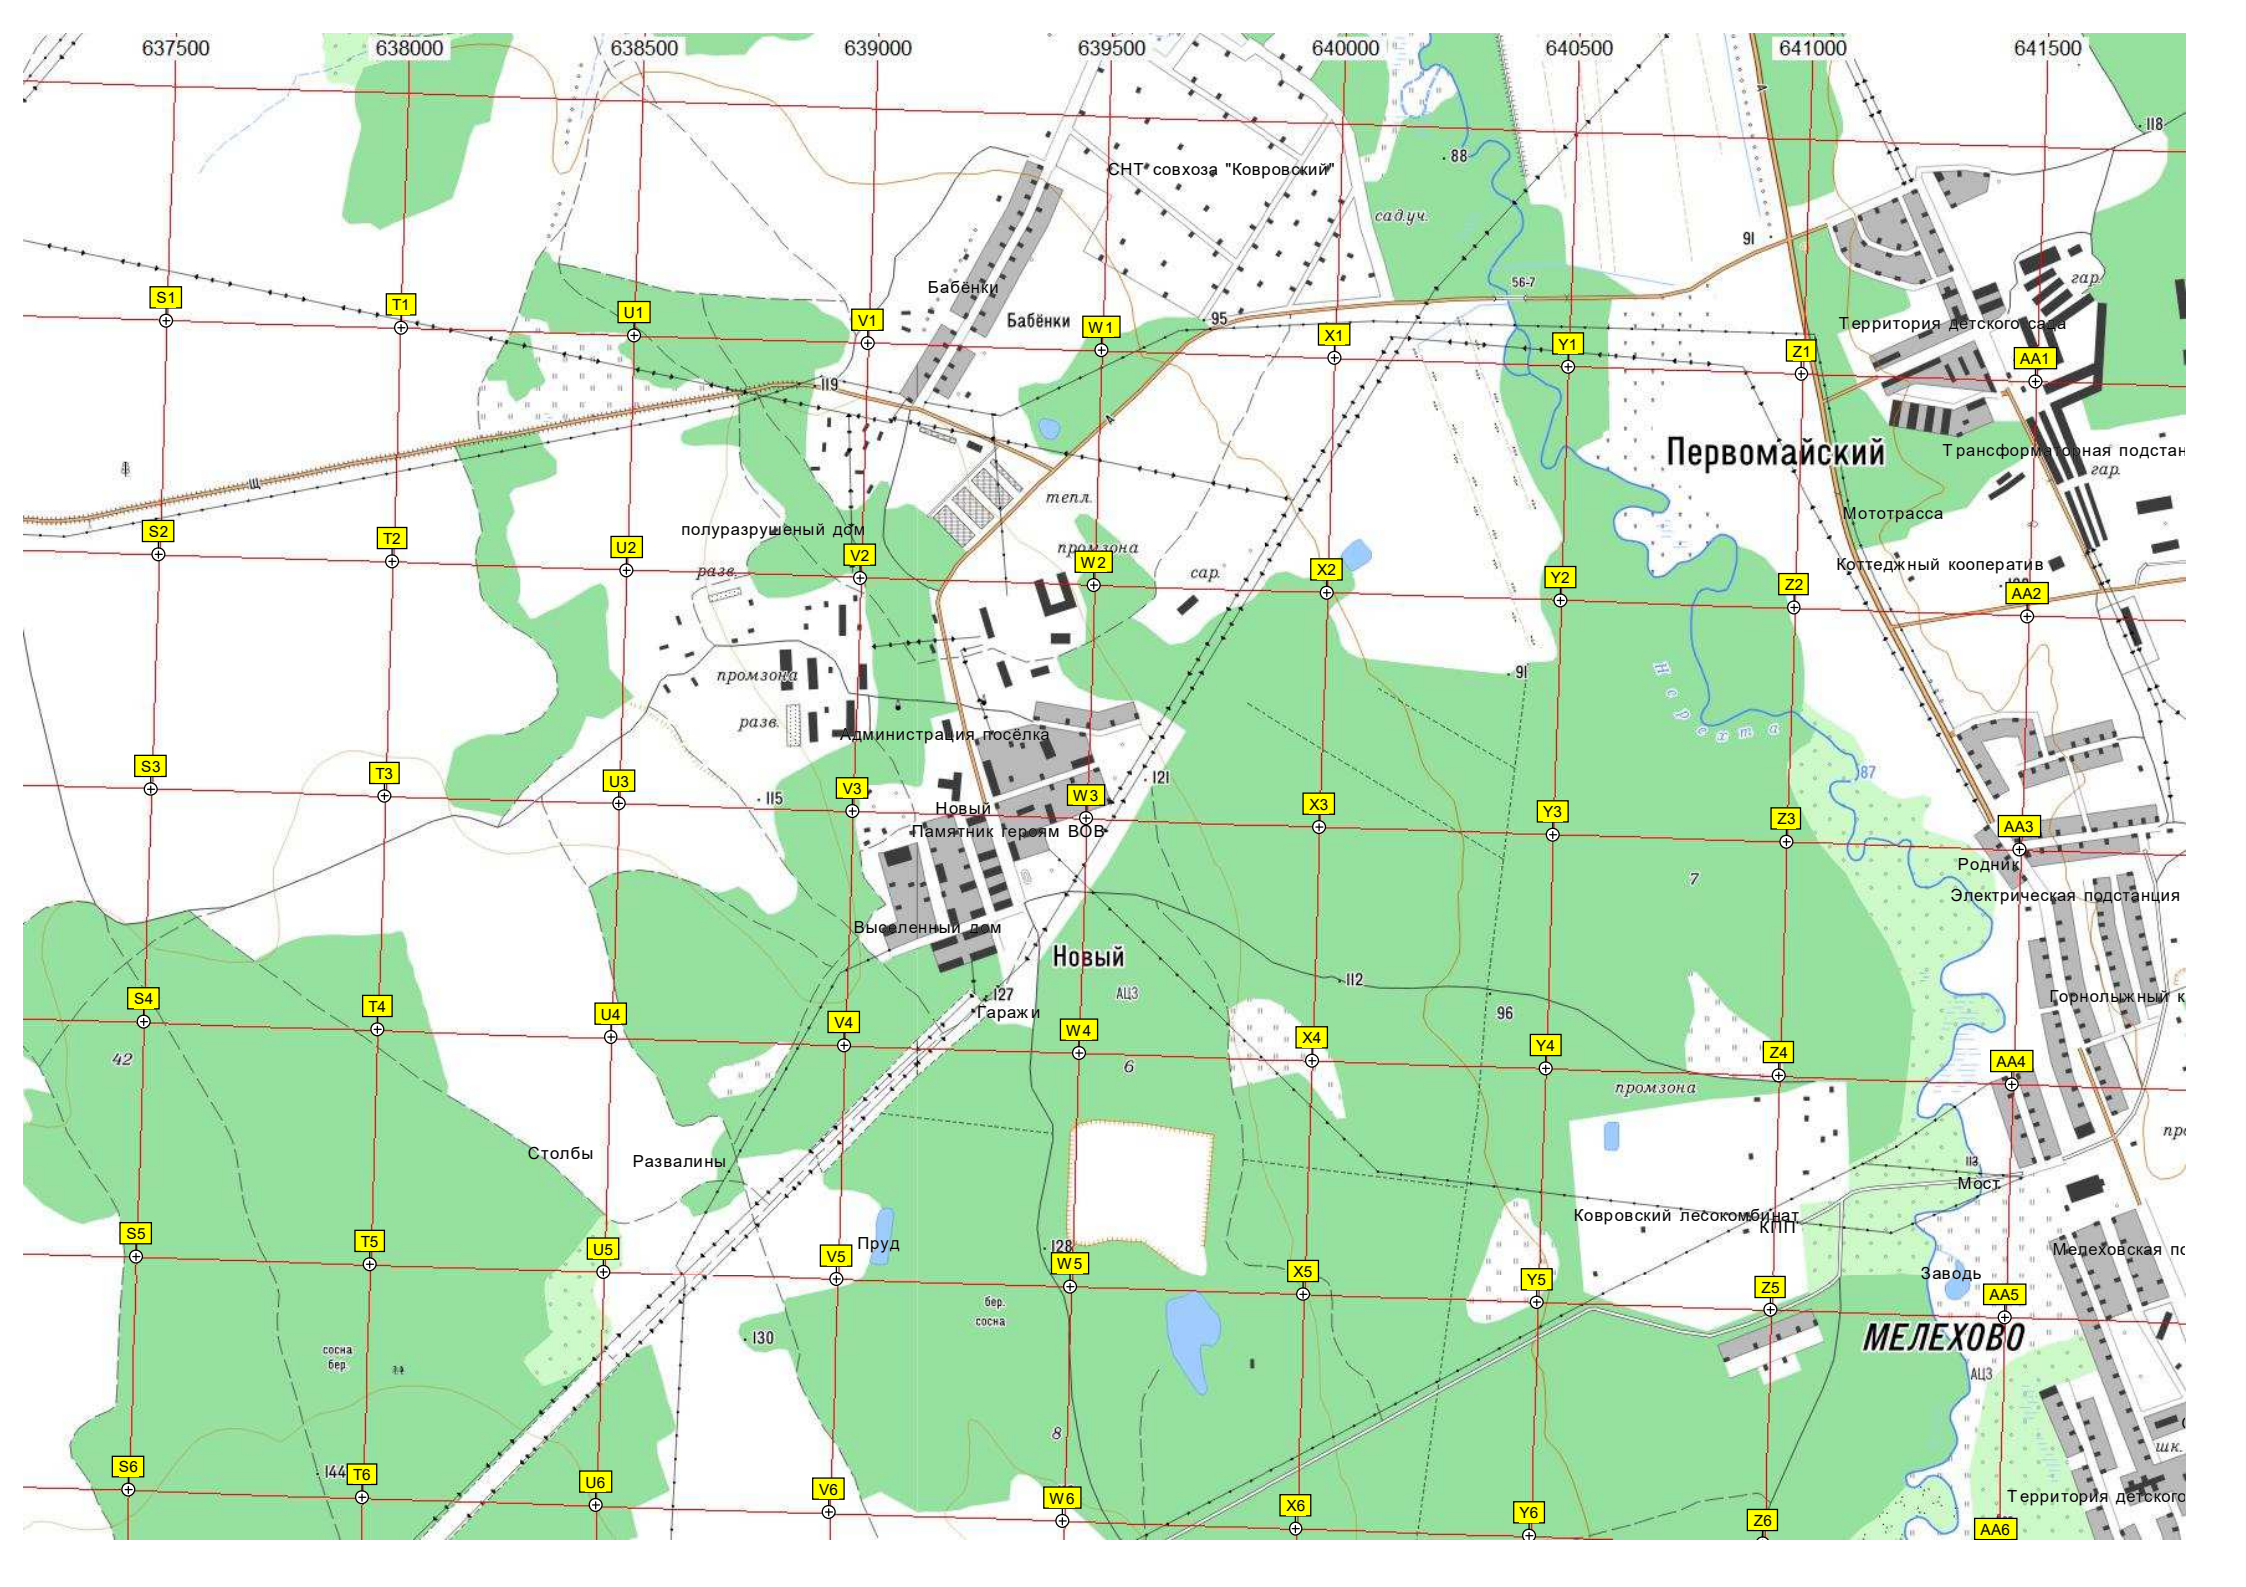 637500 638000 638500 639000 639500 640000 640500 641000 641500
А
118
88
СНТ совхоза "Ковровский"
сад.уч.
91
56-7
гар.
Бабёнки
S1 T1 U1 V1 W1 X1 Y1 Z1 AA1
Бабёнки
95
Территория детского сада
119
А
Первомайский
Трансформаторная подстан
гар.
Щ
тепл.
Мототрасса
полуразрушеный дом
промзона
S2 T2 U2 V2 W2 X2 Y2 Z2 AA2
Коттеджный кооператив
разв.
сар.
91
Нерехта
промзона
разв.
Администрация посёлка
87
121
115
S3 T3 U3 V3 W3 X3 Y3 Z3 AA3
Новый
Памятник героям ВОВ
Родник
7
Электрическая подстанция
Выселенный дом
Новый
112
АЦЗ
127
Гаражи
96
Горнолыжный к
S4 T4 U4 V4 W4 X4 Y4 Z4 AA4
42
6
промзона
про
Столбы
Развалины
113
Мост
Ковровский лесокомбинат
КПП
S5 T5 U5 V5 W5 X5 Y5 Z5 AA5
Пруд
128
Мелеховская по
Заводь
бер.
сосна
130
МЕЛЕХОВО
АЦЗ
сосна
бер.
8
шк.
144
S6 T6 U6 V6 W6 X6 Y6 Z6 AA6
Территория детского